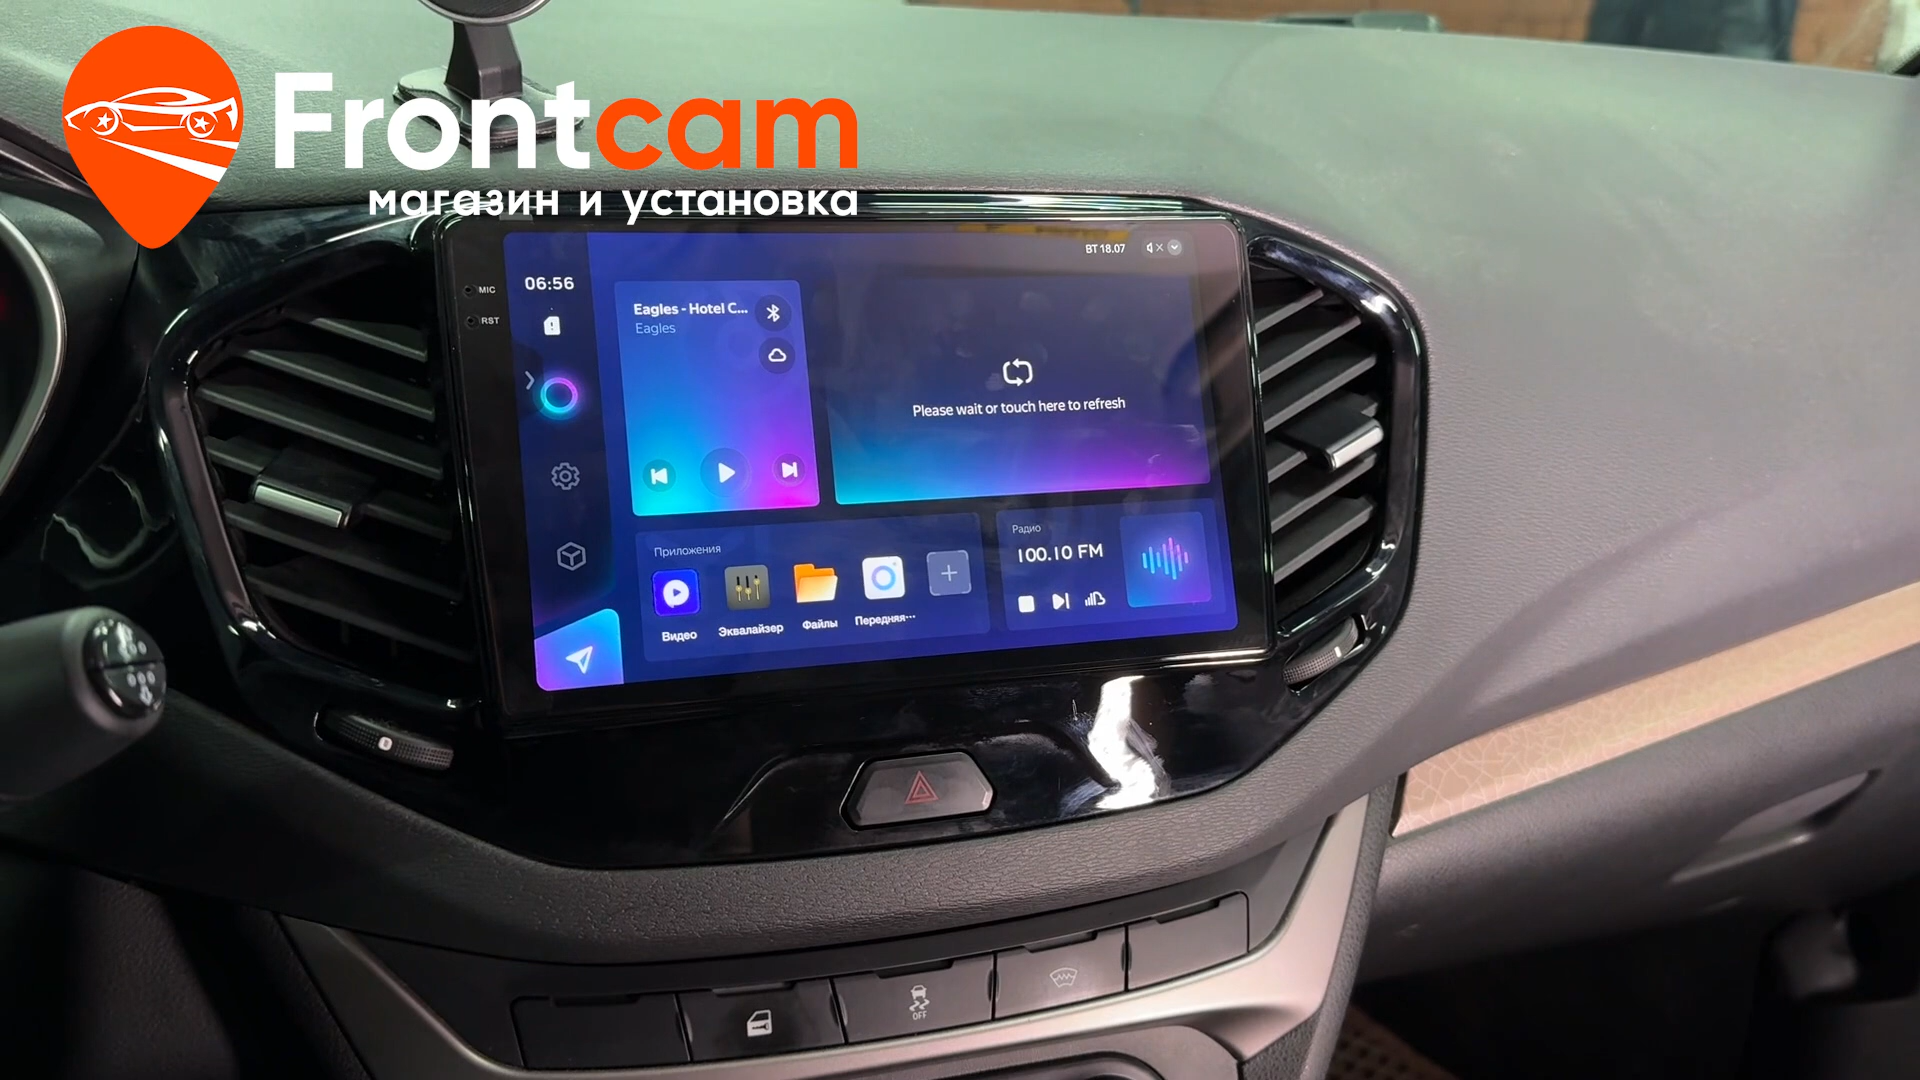 Frontcam
магазин и установка
ВТ 18.07
06:56
MIC
RST
Eagles - Hotel C...
Eagles
Please wait or touch here to refresh
Приложения
Видео
Эквалайзер
Файлы
Передняя...
Радио
100.10 FM
OFF